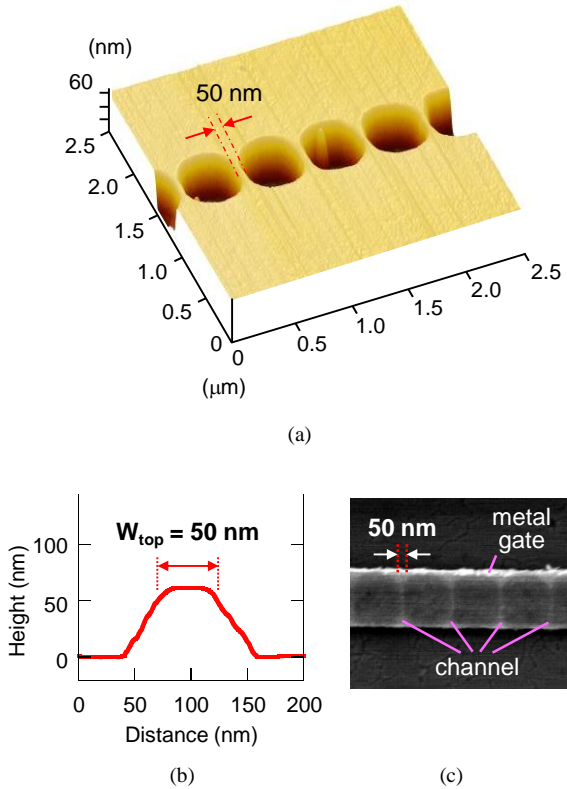 (nm)
60
50 nm
2.5
2.0
1.5
1.0
0.5
0
0
0.5
1.0
1.5
2.0
2.5
(μm)
(a)
W_top = 50 nm
100
50
0
Height (nm)
0 50 100 150 200
Distance (nm)
(b)
50 nm
metal
gate
channel
(c)